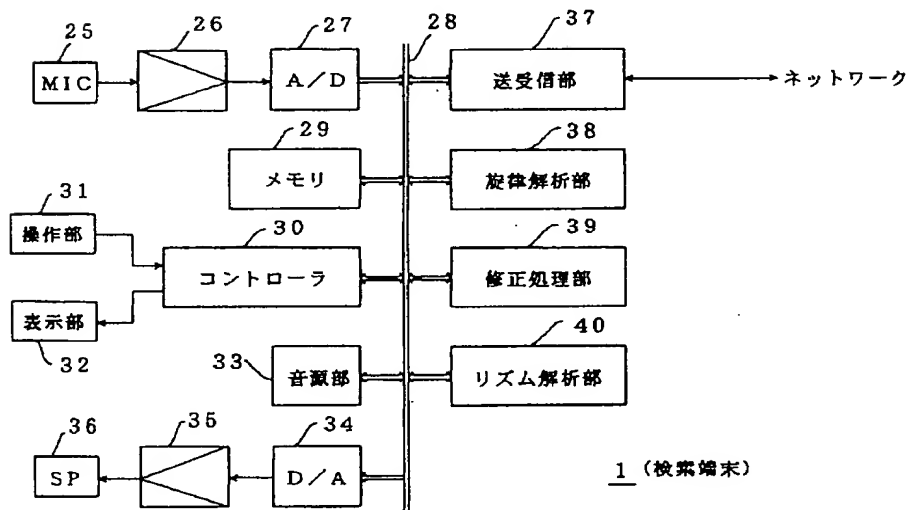 25
26
27
28
37
MIC
A/D
送受信部
ネットワーク
29
38
メモリ
旋律解析部
31
30
39
操作部
コントローラ
修正処理部
表示部
32
33
40
音源部
リズム解析部
36
35
34
SP
D/A
1 (検索端末)